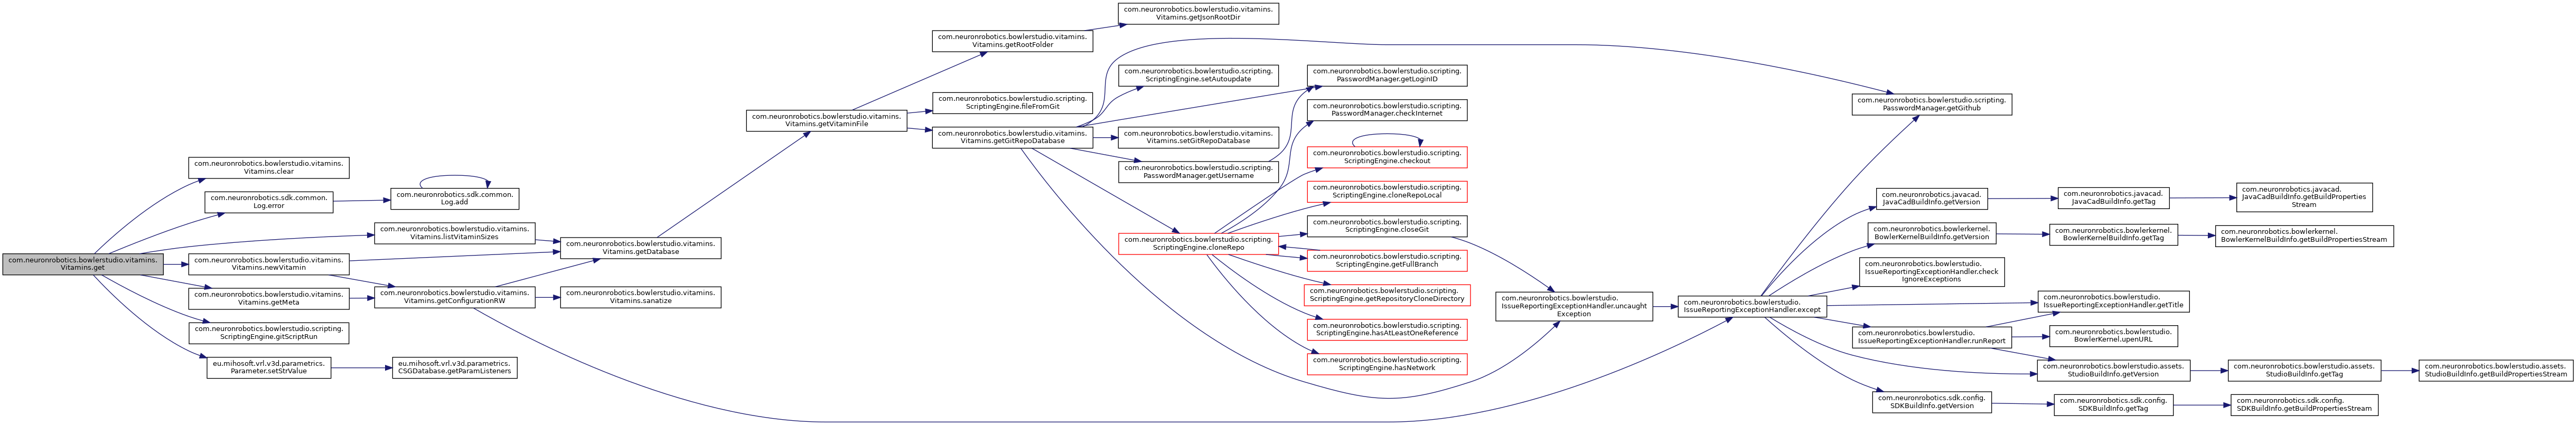 com.neuronrobotics.bowlerstudio.vitamins.
Vitamins.get
com.neuronrobotics.bowlerstudio.vitamins.
Vitamins.clear
com.neuronrobotics.sdk.common.
Log.error
com.neuronrobotics.sdk.common.
Log.add
com.neuronrobotics.bowlerstudio.vitamins.
Vitamins.listVitaminSizes
com.neuronrobotics.bowlerstudio.vitamins.
Vitamins.newVitamin
com.neuronrobotics.bowlerstudio.vitamins.
Vitamins.getMeta
com.neuronrobotics.bowlerstudio.vitamins.
Vitamins.getConfigurationRW
com.neuronrobotics.bowlerstudio.scripting.
ScriptingEngine.gitScriptRun
eu.mihosoft.vrl.v3d.parametrics.
Parameter.setStrValue
eu.mihosoft.vrl.v3d.parametrics.
CSGDatabase.getParamListeners
com.neuronrobotics.bowlerstudio.vitamins.
Vitamins.getDatabase
com.neuronrobotics.bowlerstudio.vitamins.
Vitamins.sanatize
com.neuronrobotics.bowlerstudio.vitamins.
Vitamins.getVitaminFile
com.neuronrobotics.bowlerstudio.vitamins.
Vitamins.getRootFolder
com.neuronrobotics.bowlerstudio.scripting.
ScriptingEngine.fileFromGit
com.neuronrobotics.bowlerstudio.vitamins.
Vitamins.getGitRepoDatabase
com.neuronrobotics.bowlerstudio.vitamins.
Vitamins.getJsonRootDir
com.neuronrobotics.bowlerstudio.scripting.
ScriptingEngine.setAutoupdate
com.neuronrobotics.bowlerstudio.vitamins.
Vitamins.setGitRepoDatabase
com.neuronrobotics.bowlerstudio.scripting.
PasswordManager.getUsername
com.neuronrobotics.bowlerstudio.scripting.
ScriptingEngine.cloneRepo
com.neuronrobotics.bowlerstudio.scripting.
PasswordManager.getLoginID
com.neuronrobotics.bowlerstudio.scripting.
PasswordManager.checkInternet
com.neuronrobotics.bowlerstudio.scripting.
ScriptingEngine.checkout
com.neuronrobotics.bowlerstudio.scripting.
ScriptingEngine.cloneRepoLocal
com.neuronrobotics.bowlerstudio.scripting.
ScriptingEngine.closeGit
com.neuronrobotics.bowlerstudio.scripting.
ScriptingEngine.getFullBranch
com.neuronrobotics.bowlerstudio.scripting.
ScriptingEngine.getRepositoryCloneDirectory
com.neuronrobotics.bowlerstudio.scripting.
ScriptingEngine.hasAtLeastOneReference
com.neuronrobotics.bowlerstudio.scripting.
ScriptingEngine.hasNetwork
com.neuronrobotics.bowlerstudio.
IssueReportingExceptionHandler.uncaught
Exception
com.neuronrobotics.bowlerstudio.
IssueReportingExceptionHandler.except
com.neuronrobotics.bowlerstudio.scripting.
PasswordManager.getGithub
com.neuronrobotics.javacad.
JavaCadBuildInfo.getVersion
com.neuronrobotics.javacad.
JavaCadBuildInfo.getTag
com.neuronrobotics.javacad.
JavaCadBuildInfo.getBuildProperties
Stream
com.neuronrobotics.bowlerkernel.
BowlerKernelBuildInfo.getVersion
com.neuronrobotics.bowlerkernel.
BowlerKernelBuildInfo.getTag
com.neuronrobotics.bowlerkernel.
BowlerKernelBuildInfo.getBuildPropertiesStream
com.neuronrobotics.bowlerstudio.
IssueReportingExceptionHandler.check
IgnoreExceptions
com.neuronrobotics.bowlerstudio.
IssueReportingExceptionHandler.getTitle
com.neuronrobotics.bowlerstudio.
IssueReportingExceptionHandler.runReport
com.neuronrobotics.bowlerstudio.
BowlerKernel.upenURL
com.neuronrobotics.bowlerstudio.assets.
StudioBuildInfo.getVersion
com.neuronrobotics.bowlerstudio.assets.
StudioBuildInfo.getTag
com.neuronrobotics.bowlerstudio.assets.
StudioBuildInfo.getBuildPropertiesStream
com.neuronrobotics.sdk.config.
SDKBuildInfo.getVersion
com.neuronrobotics.sdk.config.
SDKBuildInfo.getTag
com.neuronrobotics.sdk.config.
SDKBuildInfo.getBuildPropertiesStream